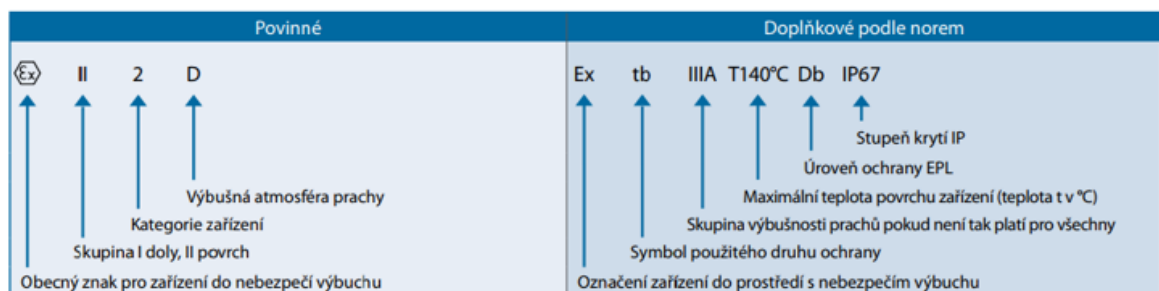 Povinné
Doplňkové podle norem
Ex II 2 D
Ex tb IIIA T140°C Db IP67
Stupeň krytí IP
Úroveň ochrany EPL
Výbušná atmosféra prachy
Maximální teplota povrchu zařízení (teplota t v °C)
Kategorie zařízení
Skupina výbušnosti prachů pokud není tak platí pro všechny
Skupina I doly, II povrch
Symbol použitého druhu ochrany
Obecný znak pro zařízení do nebezpečí výbuchu
Označení zařízení do prostředí s nebezpečím výbuchu